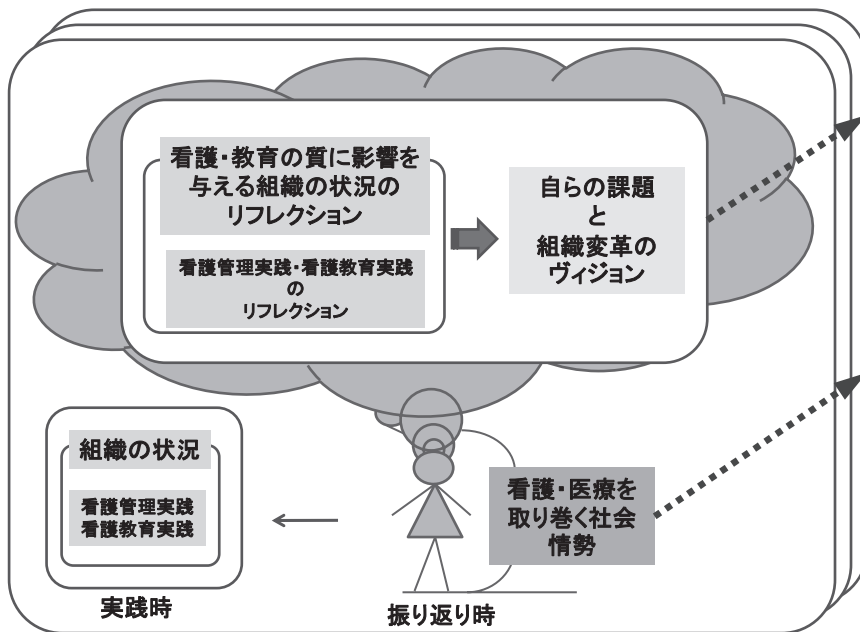 看護・教育の質に影響を
与える組織の状況の
リフレクション
看護管理実践・看護教育実践
の
リフレクション
自らの課題
と
組織変革の
ヴィジョン
組織の状況
看護管理実践
看護教育実践
実践時
看護・医療を
取り巻く社会
情勢
振り返り時